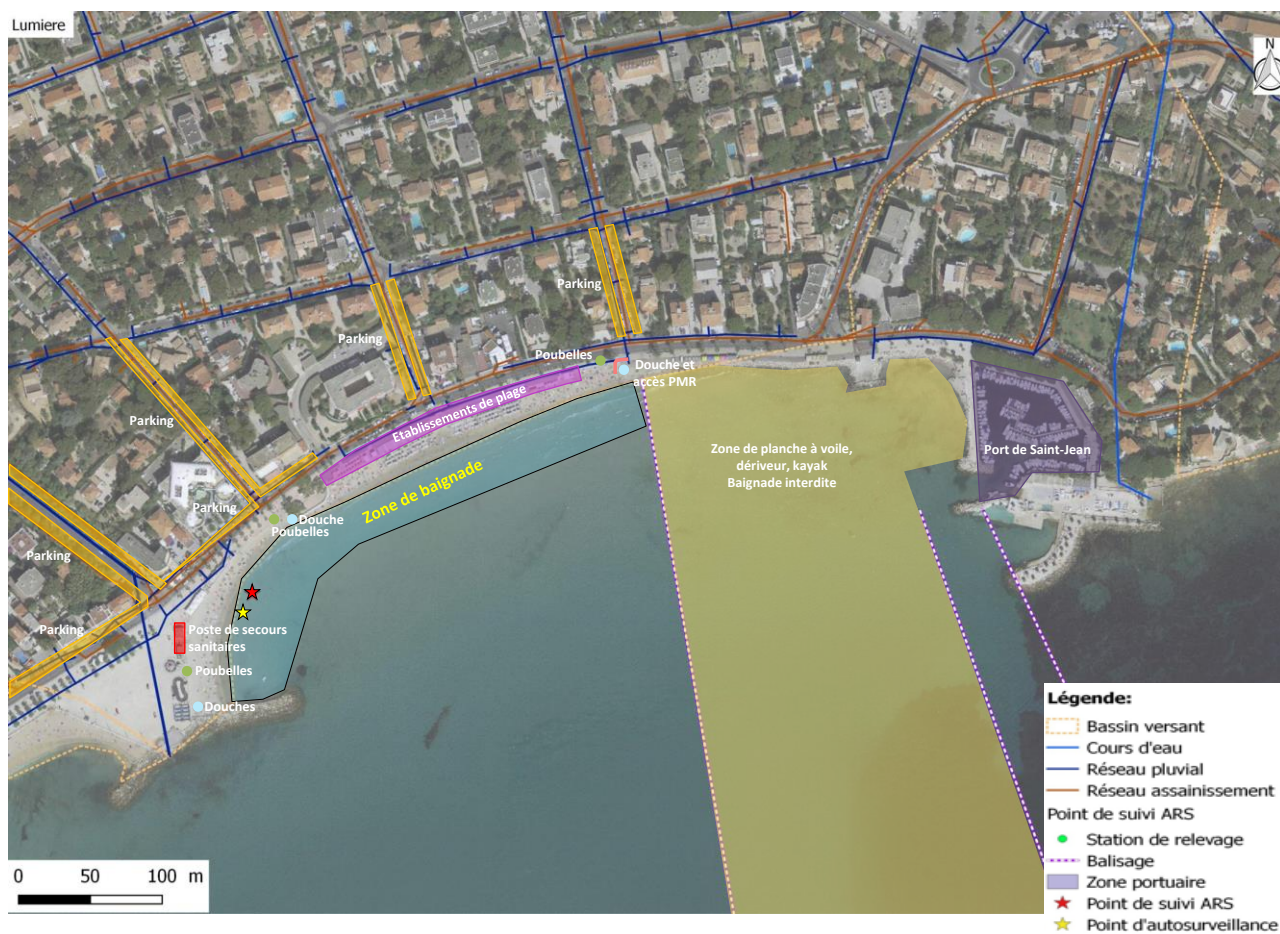 Lumiere
N
Parking
Parking
Poubelles
Douche et
accès PMR
Etablissements de plage
Parking
Zone de planche à voile,
dériveur, kayak
Baignade interdite
Port de Saint-Jean
Zone de baignade
Parking
Douche
Poubelles
Parking
Parking
Poste de secours
sanitaires
Poubelles
Douches
0 50 100 m
Légende:
Bassin versant
Cours d'eau
Réseau pluvial
Réseau assainissement
Point de suivi ARS
Station de relevage
Balisage
Zone portuaire
Point de suivi ARS
Point d'autosurveillance